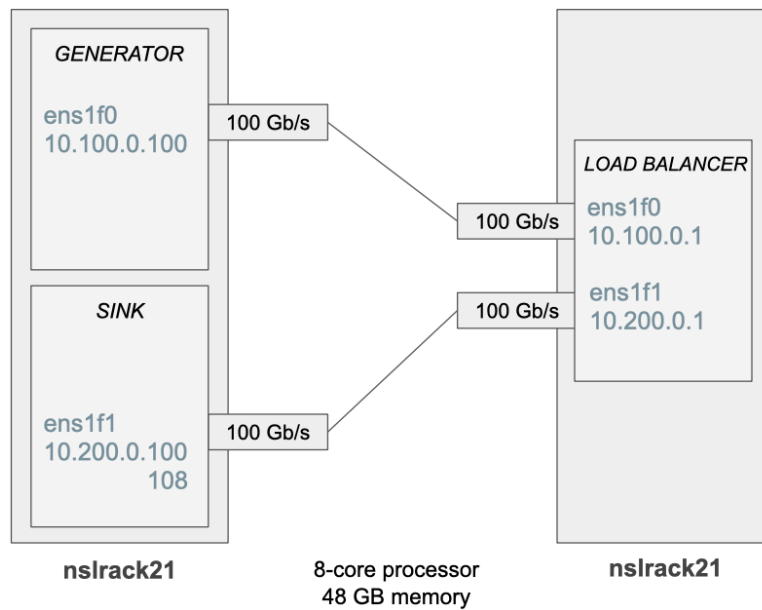 GENERATOR
ens1f0
10.100.0.100
100 Gb/s
SINK
ens1f1
10.200.0.100
108
100 Gb/s
nslrack21
100 Gb/s
100 Gb/s
LOAD BALANCER
ens1f0
10.100.0.1
ens1f1
10.200.0.1
nslrack21
8-core processor
48 GB memory